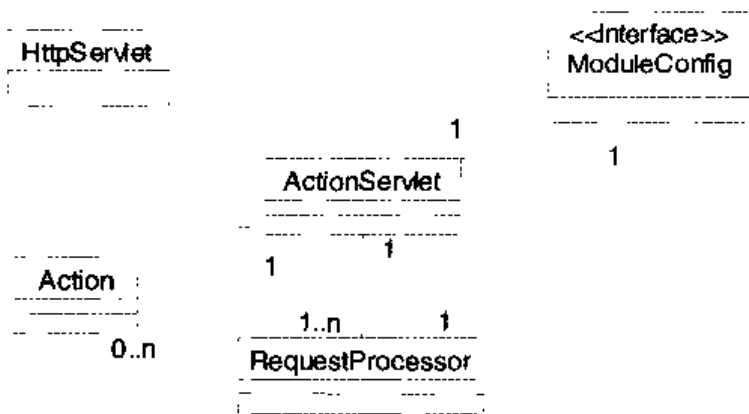 <<Interface>>
HttpServlet
ModuleConfig
1
1
ActionServlet
1
1
Action
1..n
1
0..n
RequestProcessor